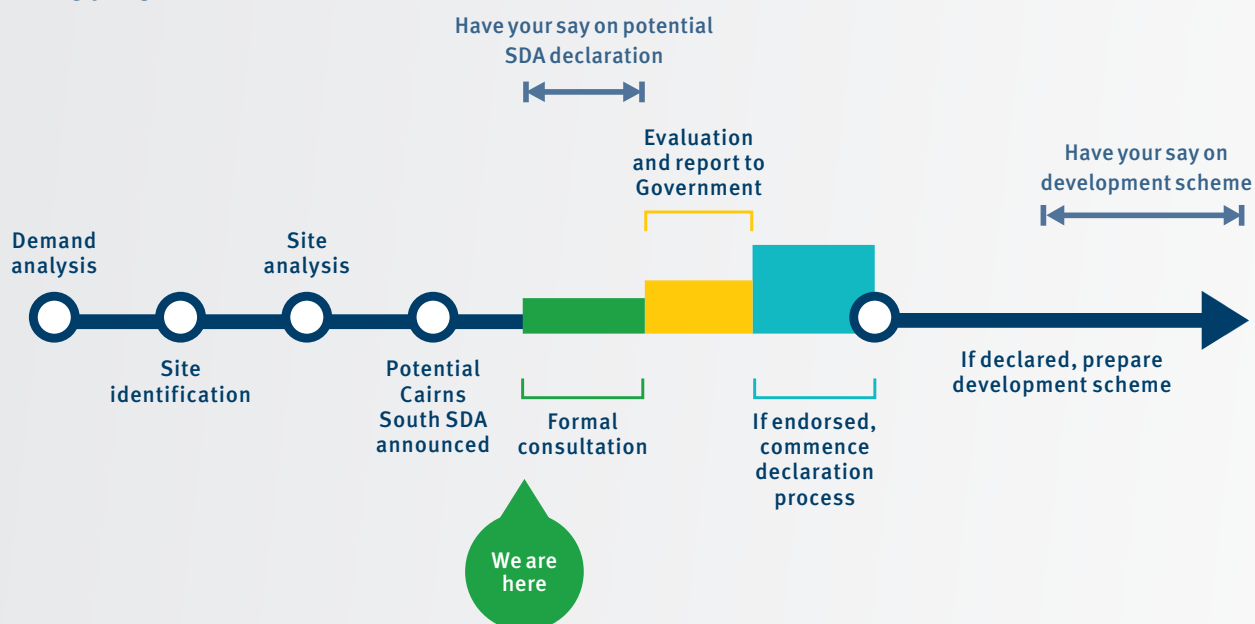 Have your say on potential
SDA declaration
Evaluation
and report to
Government
Have your say on
development scheme
Demand
analysis
Site
analysis
Site
identification
Potential
Cairns
South SDA
announced
Formal
consultation
If endorsed,
commence
declaration
process
If declared, prepare
development scheme
We are
here